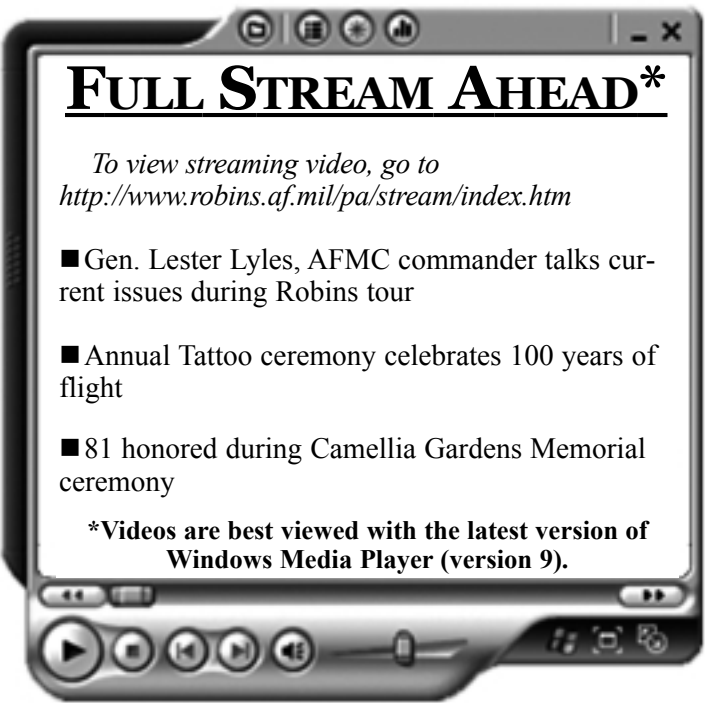 FULL STREAM AHEAD*
To view streaming video, go to
http://www.robins.af.mil/pa/stream/index.htm
■Gen. Lester Lyles, AFMC commander talks cur-
rent issues during Robins tour
■Annual Tattoo ceremony celebrates 100 years of
flight
■81 honored during Camellia Gardens Memorial
ceremony
*Videos are best viewed with the latest version of
Windows Media Player (version 9).